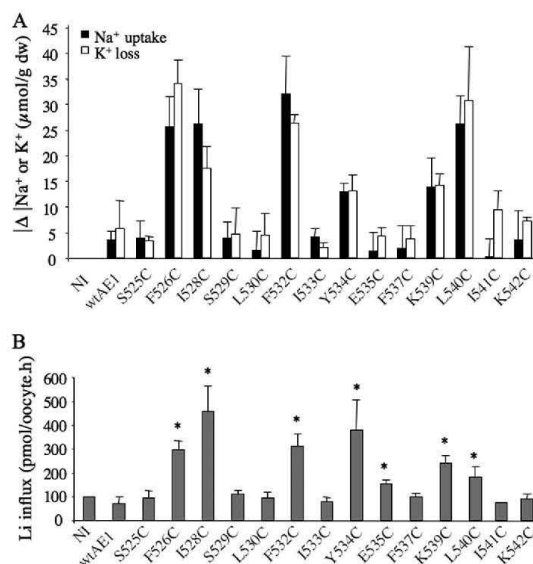 A
Na⁺ uptake
K⁺ loss
|Δ |Na⁺ or K⁺ (µmol/g dw)
45
40
35
30
25
20
15
10
5
0
NI
wtAE1
S525C
F526C
I528C
S529C
L530C
F532C
I533C
Y534C
E535C
F537C
K539C
L540C
I541C
K542C
B
Li influx (pmol/oocyte.h)
600
500
400
300
200
100
0
*
*
*
*
*
*
*
NI
wtAE1
S525C
F526C
I528C
S529C
L530C
F532C
I533C
Y534C
E535C
F537C
K539C
L540C
I541C
K542C